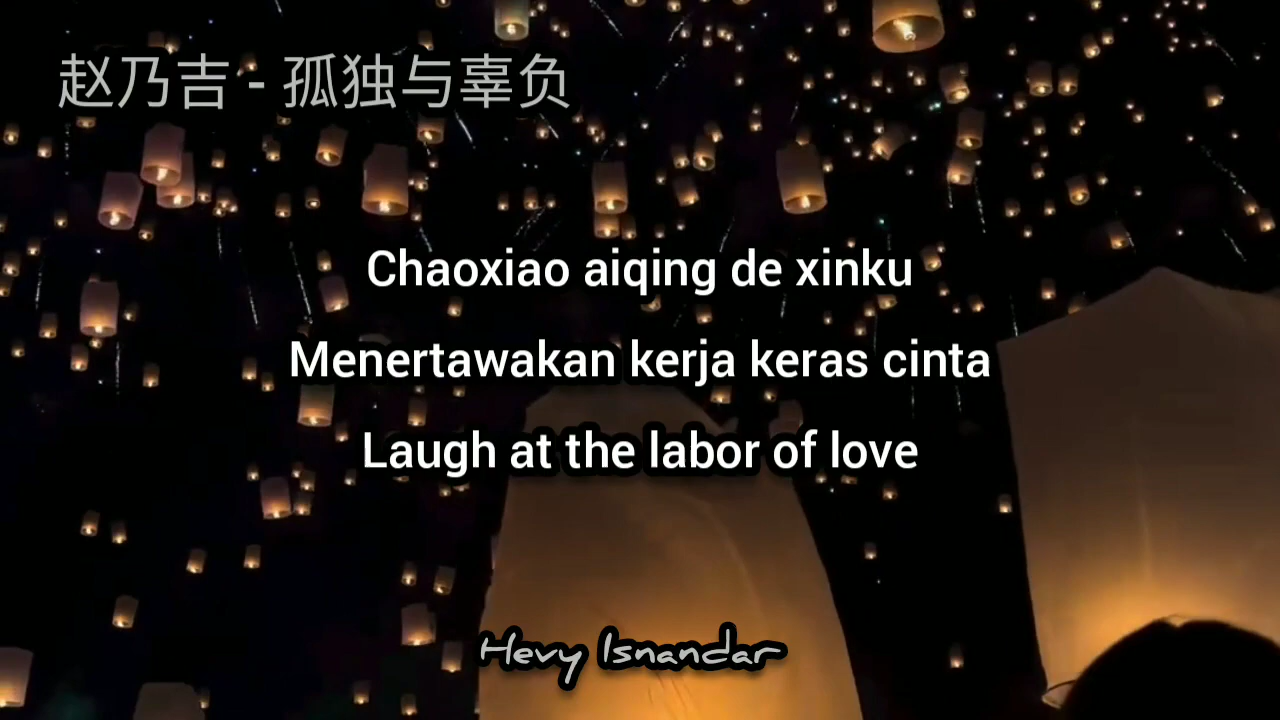 赵乃吉 - 孤独与辜负
Chaoxiao aiqing de xinku
Menertawakan kerja keras cinta
Laugh at the labor of love
Hevy Isnandar